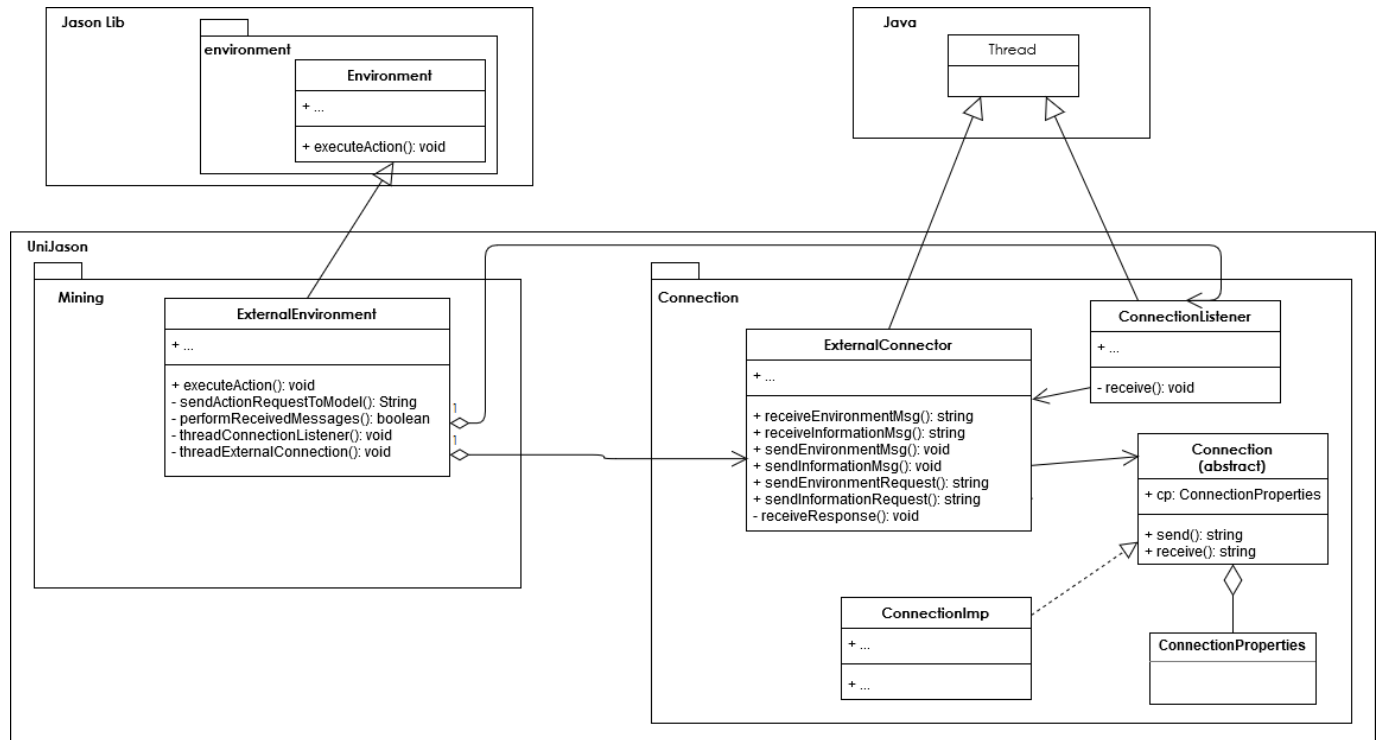 Jason Lib
environment
Environment
+ ...
+ executeAction(): void
Java
Thread
UniJason
Mining
ExternalEnvironment
+ ...
+ executeAction(): void
- sendActionRequestToModel(): String
- performReceivedMessages(): boolean
- threadConnectionListener(): void
- threadExternalConnection(): void
1
1
Connection
ExternalConnector
+ ...
+ receiveEnvironmentMsg(): string
+ receiveInformationMsg(): string
+ sendEnvironmentMsg(): void
+ sendInformationMsg(): void
+ sendEnvironmentRequest(): string
+ sendInformationRequest(): string
- receiveResponse(): void
ConnectionListener
+ ...
- receive(): void
Connection
(abstract)
+ cp: ConnectionProperties
+ send(): string
+ receive(): string
ConnectionImp
+ ...
+ ...
ConnectionProperties